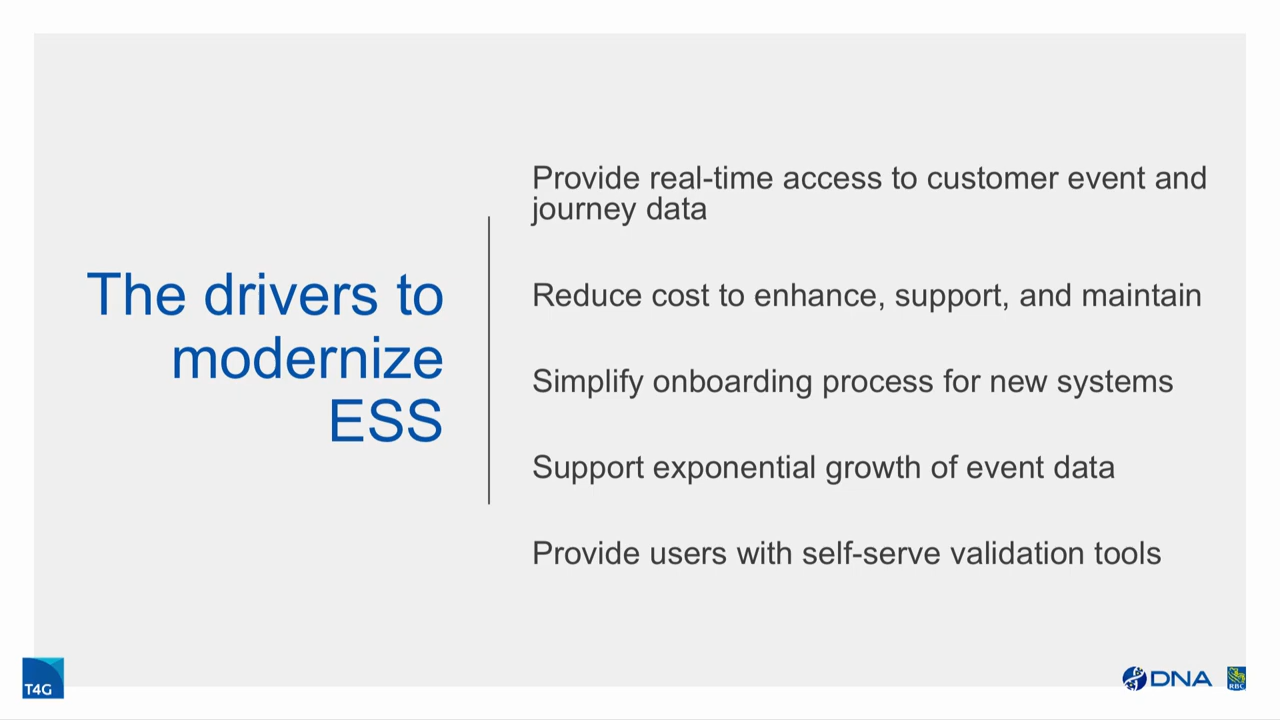 The drivers to
modernize
ESS
Provide real-time access to customer event and
journey data
Reduce cost to enhance, support, and maintain
Simplify onboarding process for new systems
Support exponential growth of event data
Provide users with self-serve validation tools
T4G
DNA
RBC